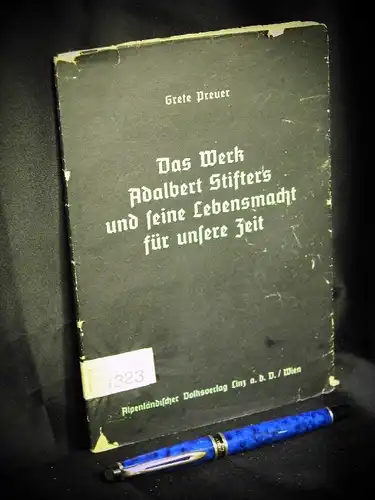 Grete Preuer
Das Werk
Adalbert Stifters
und seine Lebensmacht
für unsere Zeit
1323
Alpenländischer Volksverlag Linz a. d. D. / Wien